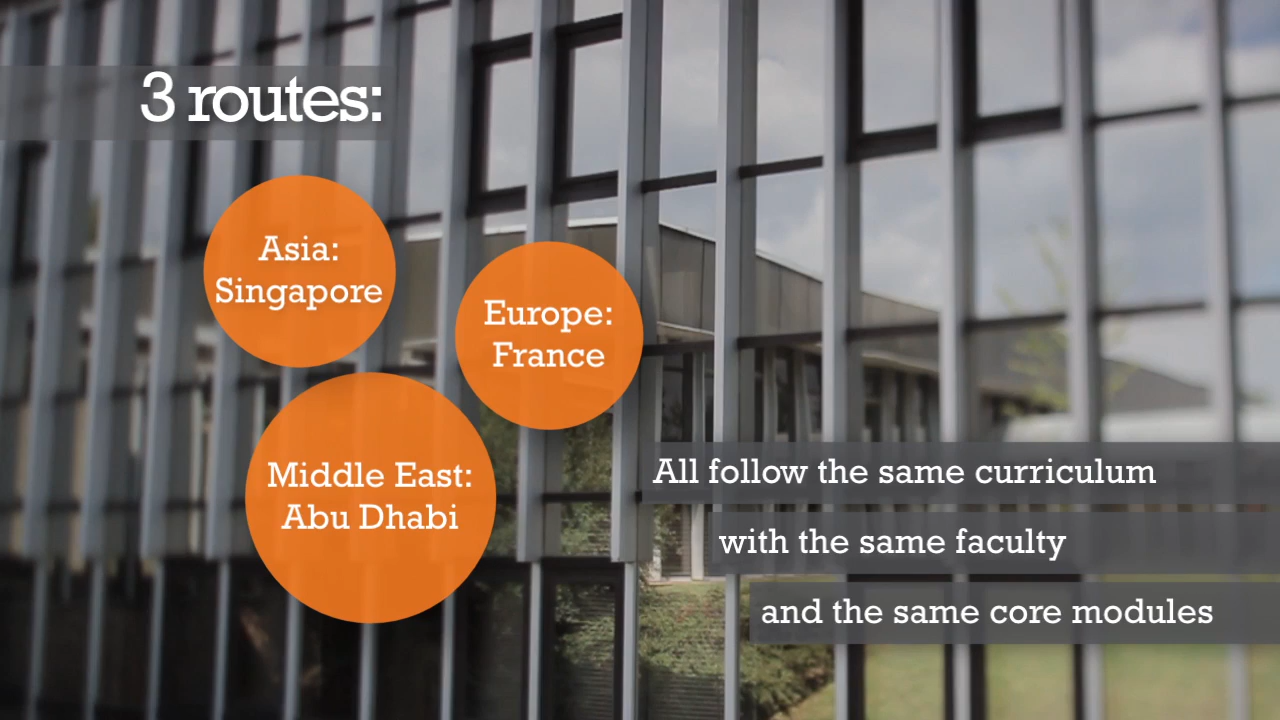 3 routes:
Asia:
Singapore
Europe:
France
Middle East:
Abu Dhabi
All follow the same curriculum
with the same faculty
and the same core modules